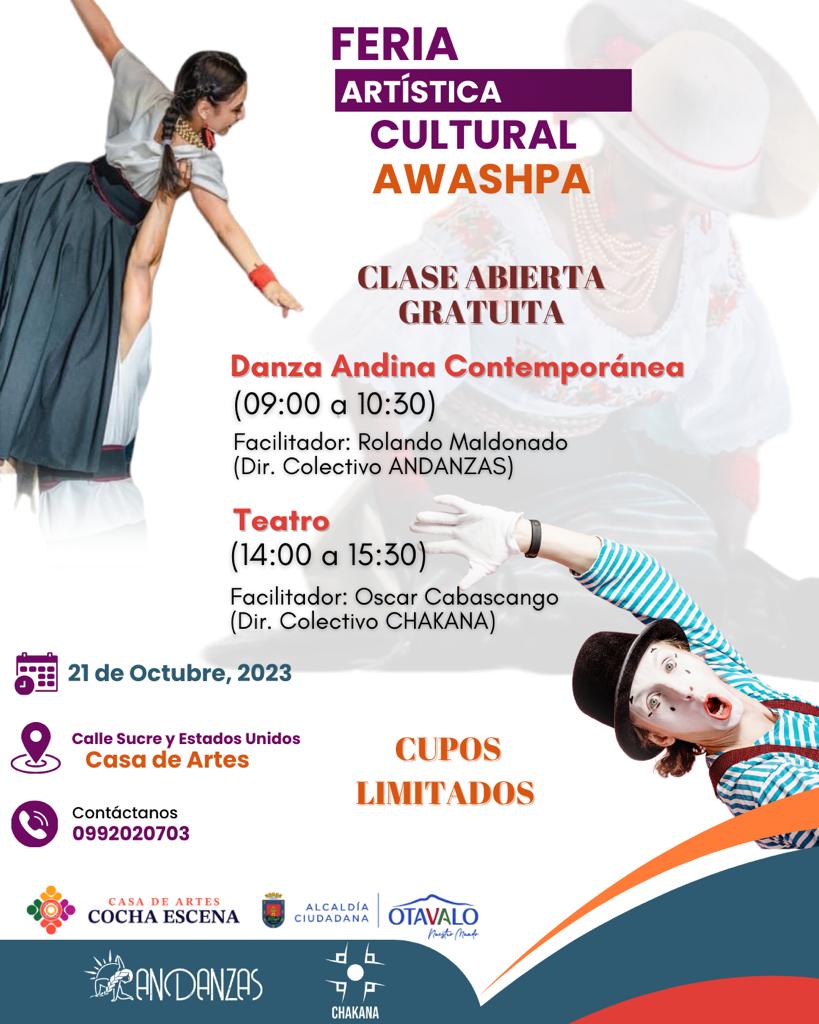 FERIA
ARTÍSTICA
CULTURAL
AWASHPA
CLASE ABIERTA
GRATUITA
Danza Andina Contemporánea
(09:00 a 10:30)
Facilitador: Rolando Maldonado
(Dir. Colectivo ANDANZAS)
Teatro
(14:00 a 15:30)
Facilitador: Oscar Cabascango
(Dir. Colectivo CHAKANA)
21 de Octubre, 2023
Calle Sucre y Estados Unidos
Casa de Artes
Contáctanos
0992020703
CUPOS
LIMITADOS
CASA DE ARTES
COCHA ESCENA
ALCALDÍA
CIUDADANA
OTAVALO
Nuestro Mundo
ANDANZAS
CHAKANA